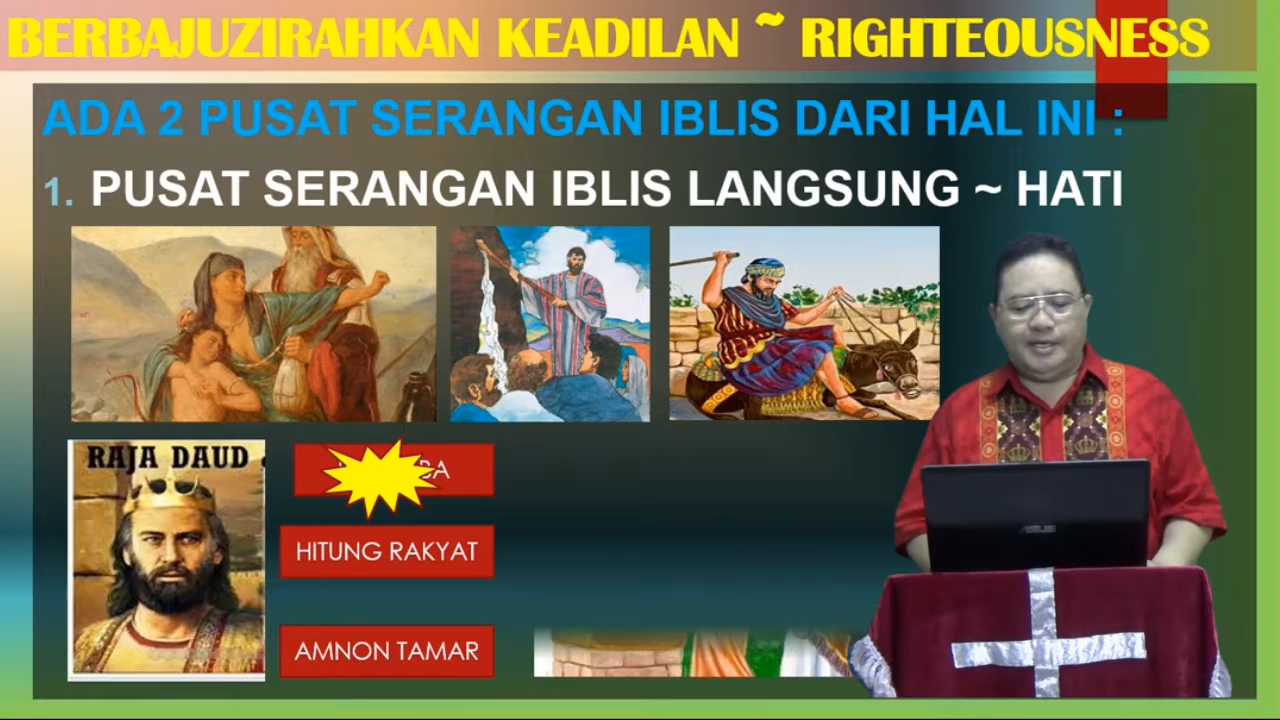 BERBAJUZIRAHKAN KEADILAN ~ RIGHTEOUSNESS
ADA 2 PUSAT SERANGAN IBLIS DARI HAL INI :
1. PUSAT SERANGAN IBLIS LANGSUNG ~ HATI
RAJA DAUD
HITUNG RAKYAT
AMNON TAMAR
ASUS